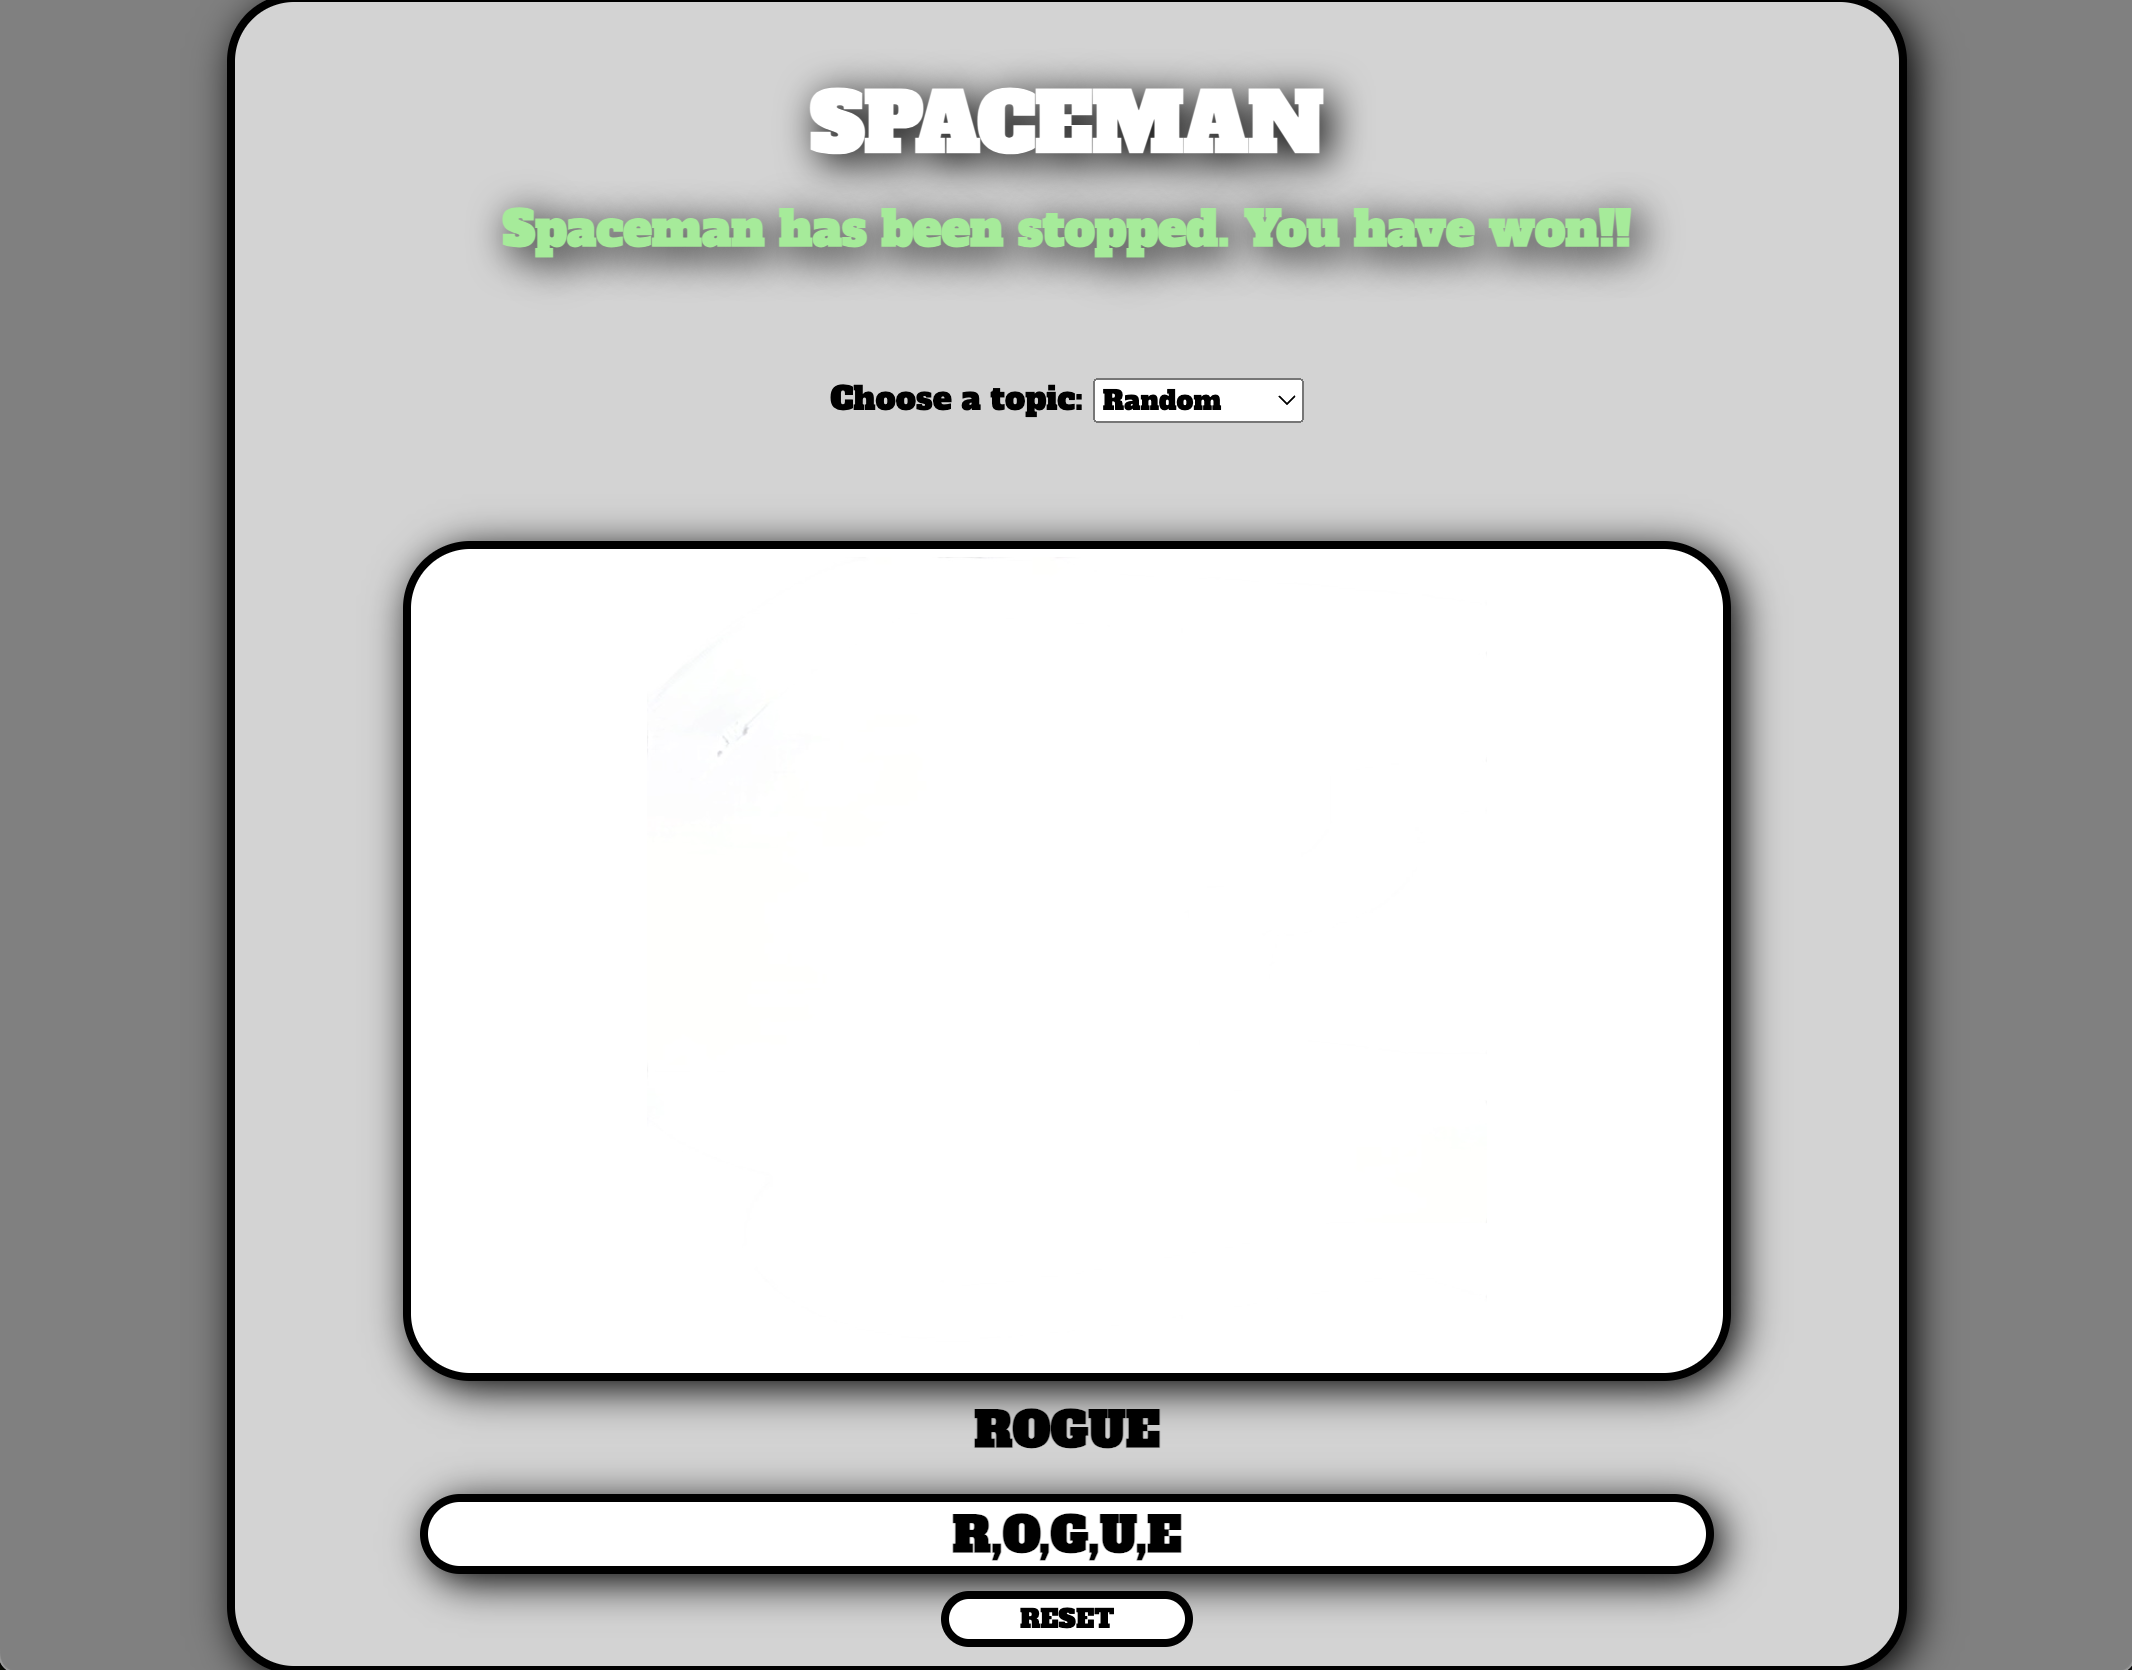 SPACEMAN
Spaceman has been stopped. You have won!!
Choose a topic: Random
ROGUE
R,O,G,U,E
RESET